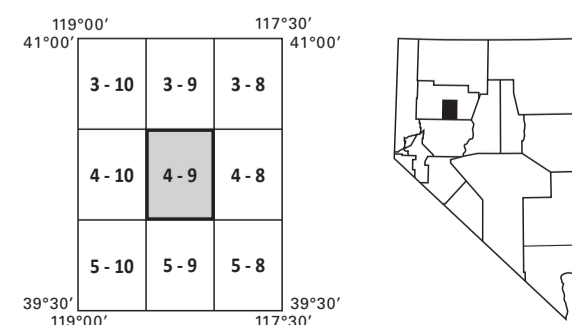 119°00′ 117°30′
41°00′ 41°00′
3 - 10 3 - 9 3 - 8
4 - 10 4 - 9 4 - 8
5 - 10 5 - 9 5 - 8
39°30′ 39°30′
119°00′ 117°30′